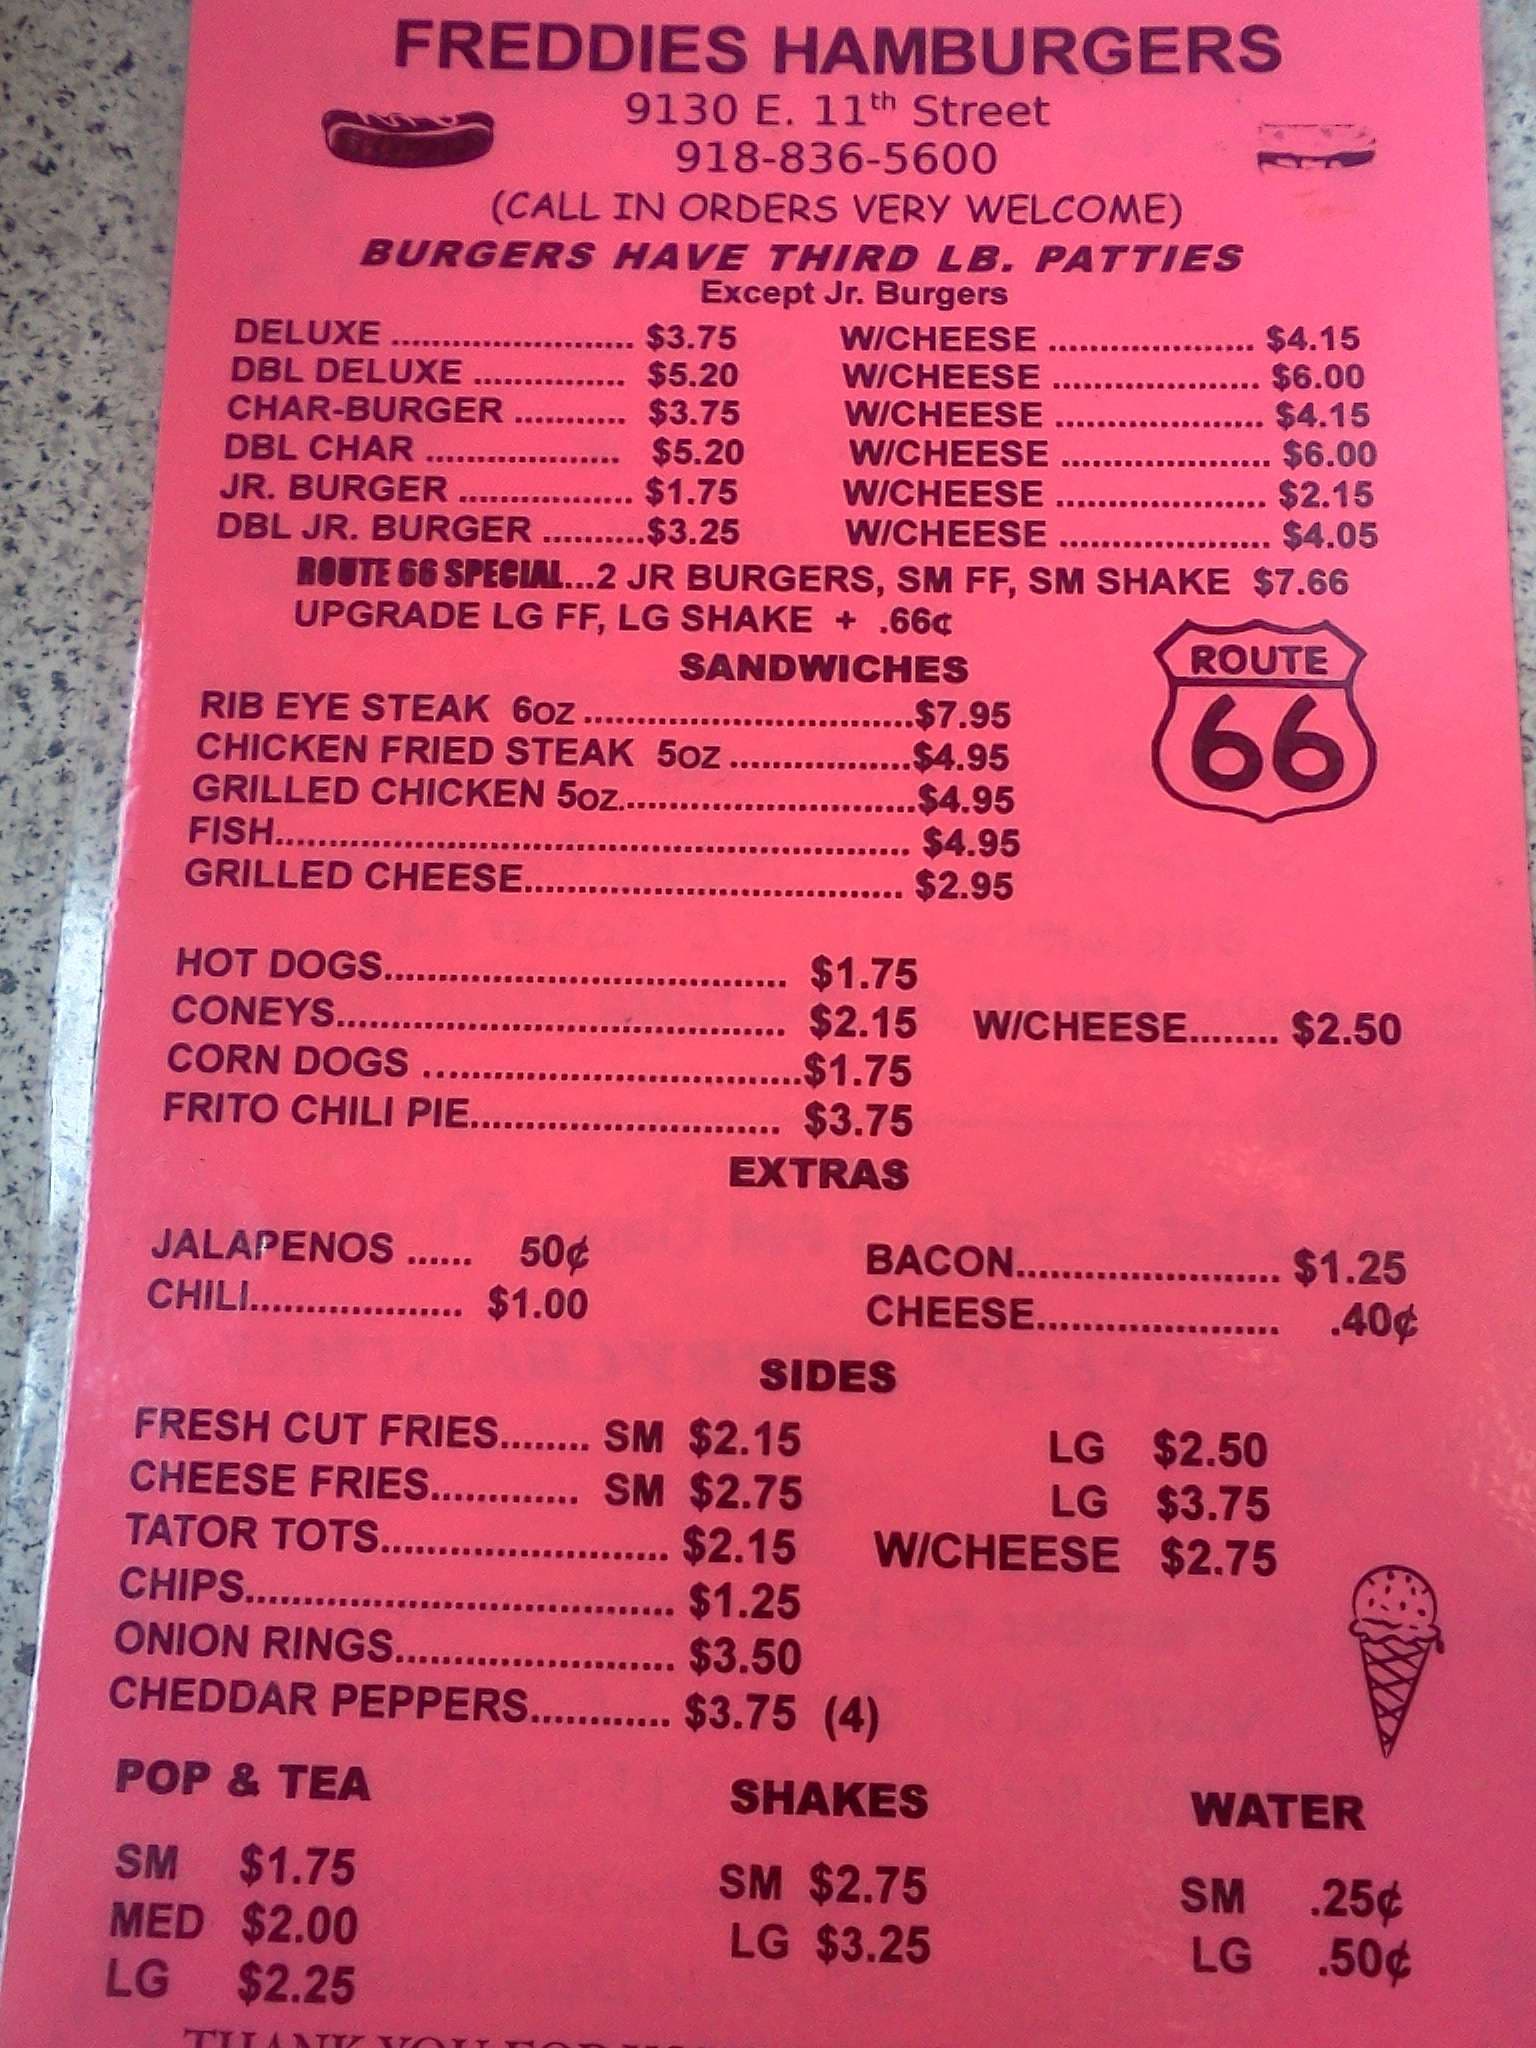 FREDDIES HAMBURGERS
9130 E. 11th Street
918-836-5600
(CALL IN ORDERS VERY WELCOME)
BURGERS HAVE THIRD LB. PATTIES
Except Jr. Burgers
DELUXE ........................ $3.75 W/CHEESE .................... $4.15
DBL DELUXE ............... $5.20 W/CHEESE .................... $6.00
CHAR-BURGER ........... $3.75 W/CHEESE .................... $4.15
DBL CHAR ................... $5.20 W/CHEESE .................... $6.00
JR. BURGER ................. $1.75 W/CHEESE .................... $2.15
DBL JR. BURGER ..........$3.25 W/CHEESE .................... $4.05
ROUTE 66 SPECIAL...2 JR BURGERS, SM FF, SM SHAKE $7.66
UPGRADE LG FF, LG SHAKE + .66¢
ROUTE
66
SANDWICHES
RIB EYE STEAK 6oz ................................$7.95
CHICKEN FRIED STEAK 5oz .................$4.95
GRILLED CHICKEN 5oz............................$4.95
FISH............................................................. $4.95
GRILLED CHEESE.................................... $2.95
HOT DOGS...................................... $1.75
CONEYS.......................................... $2.15 W/CHEESE........ $2.50
CORN DOGS ....................................$1.75
FRITO CHILI PIE............................. $3.75
EXTRAS
JALAPENOS ...... 50¢ BACON......................... $1.25
CHILI.................... $1.00 CHEESE....................... .40¢
SIDES
FRESH CUT FRIES........ SM $2.15 LG $2.50
CHEESE FRIES............. SM $2.75 LG $3.75
TATOR TOTS........................... $2.15 W/CHEESE $2.75
CHIPS........................................ $1.25
ONION RINGS.......................... $3.50
CHEDDAR PEPPERS............. $3.75 (4)
POP & TEA SHAKES WATER
SM $1.75 SM $2.75 SM .25¢
MED $2.00 LG $3.25 LG .50¢
LG $2.25
THANK YOU FOR